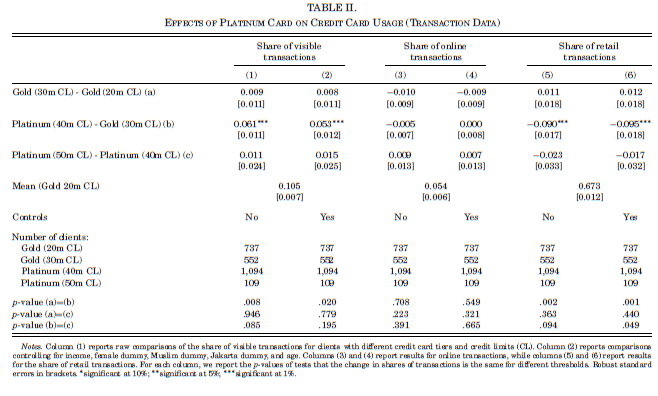 TABLE II.
EFFECTS OF PLATINUM CARD ON CREDIT CARD USAGE (TRANSACTION DATA)
Share of visible transactions Share of online transactions Share of retail transactions
(1) (2) (3) (4) (5) (6)
Gold (30m CL) - Gold (20m CL) (a) 0.009 0.008 −0.010 −0.009 0.011 0.012
[0.011] [0.011] [0.009] [0.009] [0.018] [0.018]
Platinum (40m CL) - Gold (30m CL) (b) 0.061*** 0.053*** −0.005 0.000 −0.090*** −0.095***
[0.011] [0.012] [0.007] [0.008] [0.017] [0.018]
Platinum (50m CL) - Platinum (40m CL) (c) 0.011 0.015 0.009 0.007 −0.023 −0.017
[0.024] [0.025] [0.013] [0.013] [0.033] [0.032]
Mean (Gold 20m CL) 0.105 0.054 0.673
[0.007] [0.006] [0.012]
Controls No Yes No Yes No Yes
Number of clients:
Gold (20m CL) 737 737 737 737 737 737
Gold (30m CL) 552 552 552 552 552 552
Platinum (40m CL) 1,094 1,094 1,094 1,094 1,094 1,094
Platinum (50m CL) 109 109 109 109 109 109
p-value (a)=(b) .008 .020 .708 .549 .002 .001
p-value (a)=(c) .946 .779 .223 .321 .363 .440
p-value (b)=(c) .085 .195 .391 .665 .094 .049
Notes. Column (1) reports raw comparisons of the share of visible transactions for clients with different credit card tiers and credit limits (CL). Column (2) reports comparisons
controlling for income, female dummy, Muslim dummy, Jakarta dummy, and age. Columns (3) and (4) report results for online transactions, while columns (5) and (6) report results
for the share of retail transactions. For each column, we report the p-values of tests that the change in shares of transactions is the same for different thresholds. Robust standard
errors in brackets. *significant at 10%; **significant at 5%; ***significant at 1%.